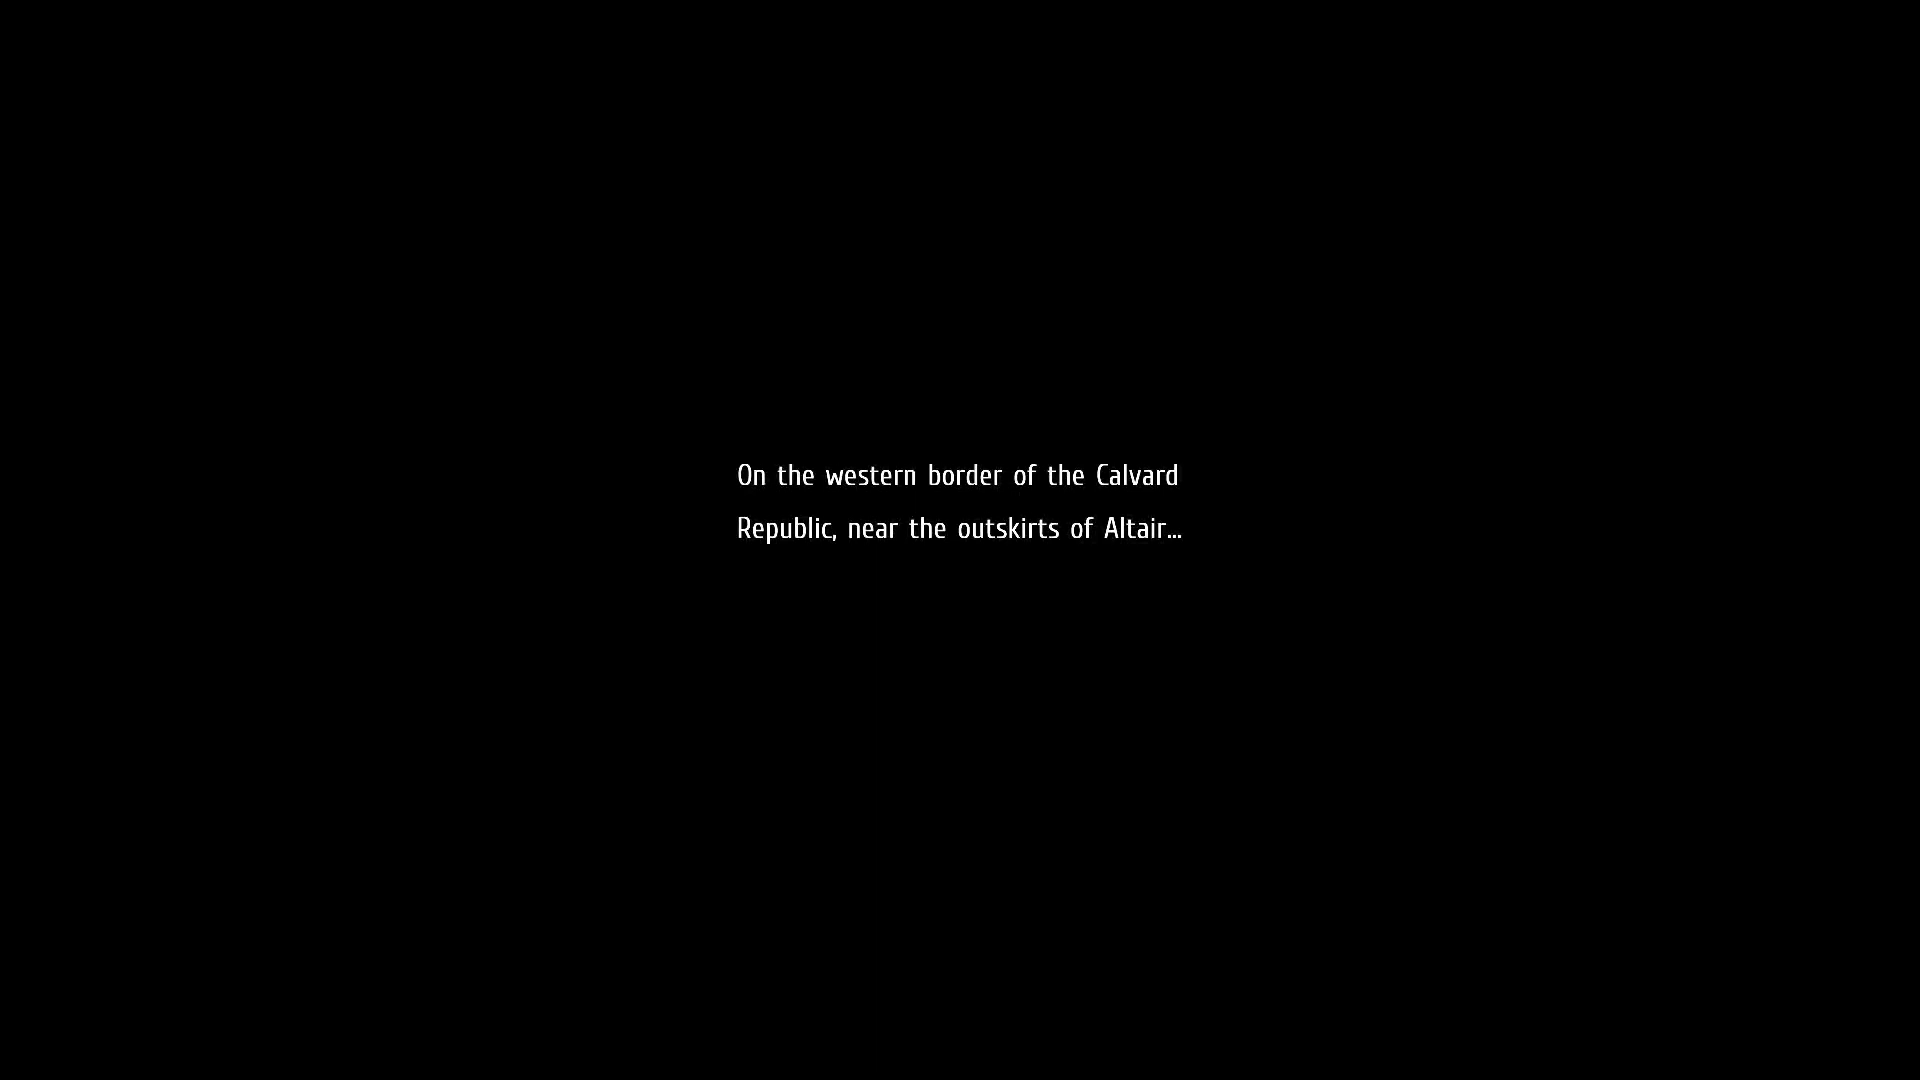 On the western border of the Calvard
Republic, near the outskirts of Altair...